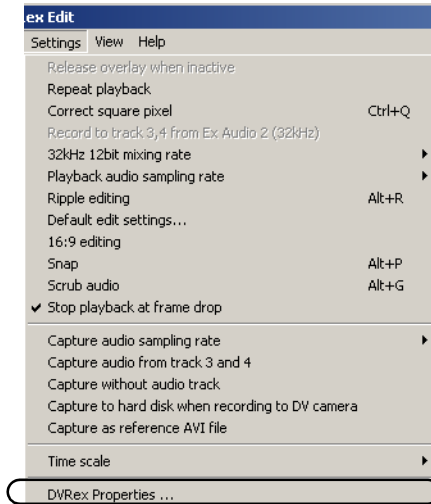 ex Edit
Settings View Help
Release overlay when inactive
Repeat playback
Correct square pixel Ctrl+Q
Record to track 3,4 from Ex Audio 2 (32kHz)
32kHz 12bit mixing rate
Playback audio sampling rate
Ripple editing Alt+R
Default edit settings...
16:9 editing
Snap Alt+P
Scrub audio Alt+G
Stop playback at frame drop
Capture audio sampling rate
Capture audio from track 3 and 4
Capture without audio track
Capture to hard disk when recording to DV camera
Capture as reference AVI file
Time scale
DVRex Properties ...